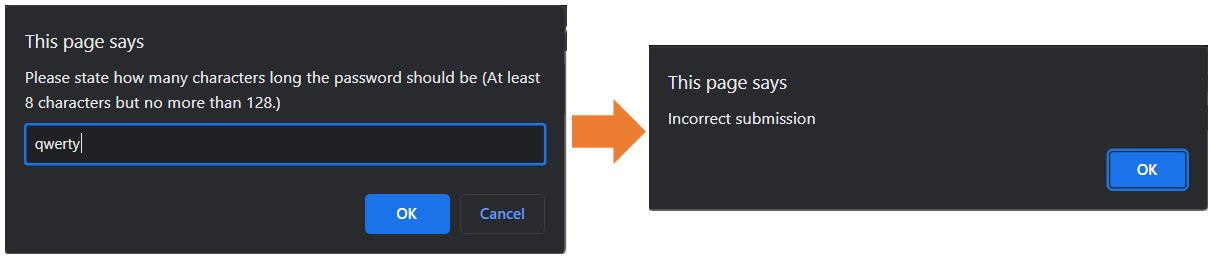 This page says
Please state how many characters long the password should be (At least
8 characters but no more than 128.)
qwerty
OK
Cancel
This page says
Incorrect submission
OK